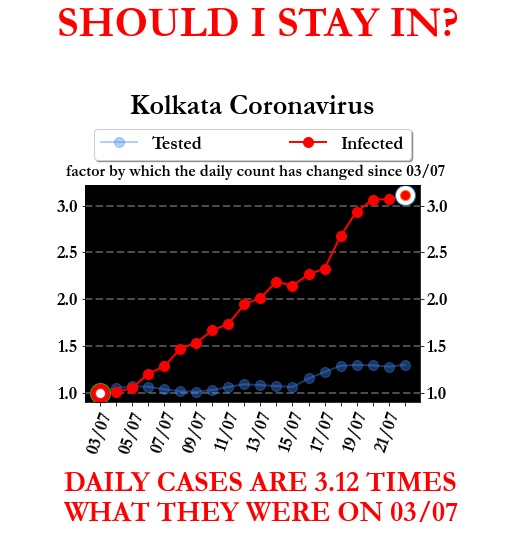 SHOULD I STAY IN?
Kolkata Coronavirus
Tested Infected
factor by which the daily count has changed since 03/07
3.0 3.0
2.5 2.5
2.0 2.0
1.5 1.5
1.0 1.0
03/07 05/07 07/07 09/07 11/07 13/07 15/07 17/07 19/07 21/07
DAILY CASES ARE 3.12 TIMES
WHAT THEY WERE ON 03/07